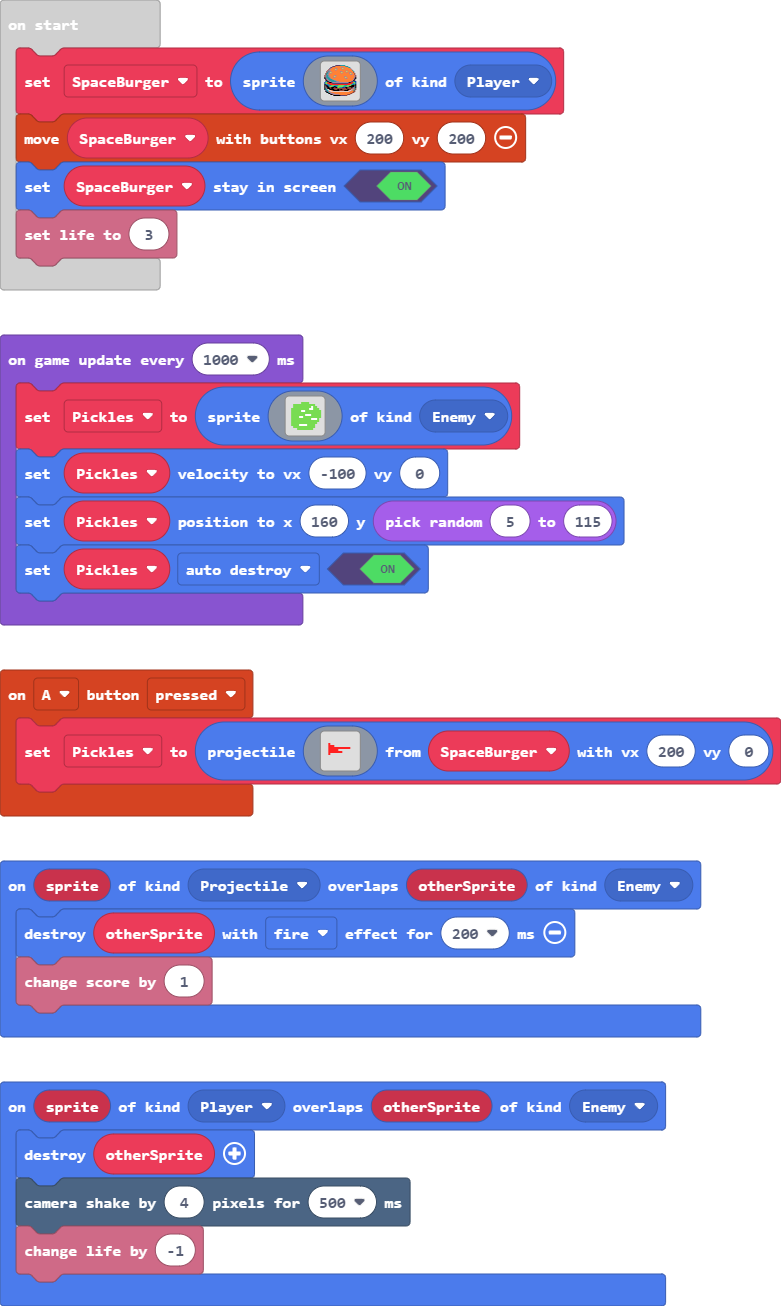 on start
set SpaceBurger to sprite of kind Player
move SpaceBurger with buttons vx 200 vy 200
set SpaceBurger stay in screen ON
set life to 3
on game update every 1000 ms
set Pickles to sprite of kind Enemy
set Pickles velocity to vx -100 vy 0
set Pickles position to x 160 y pick random 5 to 115
set Pickles auto destroy ON
on A button pressed
set Pickles to projectile from SpaceBurger with vx 200 vy 0
on sprite of kind Projectile overlaps otherSprite of kind Enemy
destroy otherSprite with fire effect for 200 ms
change score by 1
on sprite of kind Player overlaps otherSprite of kind Enemy
destroy otherSprite
camera shake by 4 pixels for 500 ms
change life by -1